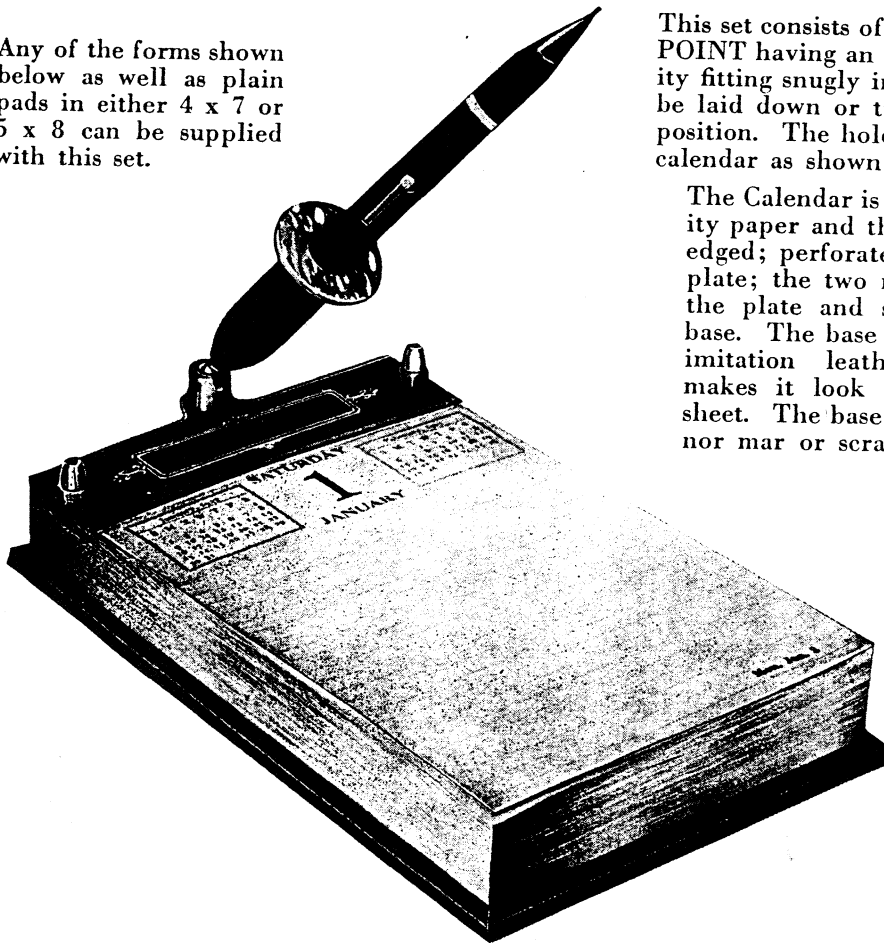 Any of the forms shown
below as well as plain
pads in either 4 x 7 or
5 x 8 can be supplied
with this set.
This set consists of
POINT having an
ity fitting snugly in
be laid down or t
position. The hol
calendar as shown
The Calendar is
ity paper and th
edged; perforate
plate; the two
the plate and s
base. The base
imitation leath
makes it look
sheet. The base
nor mar or scra
SATURDAY
1
JANUARY